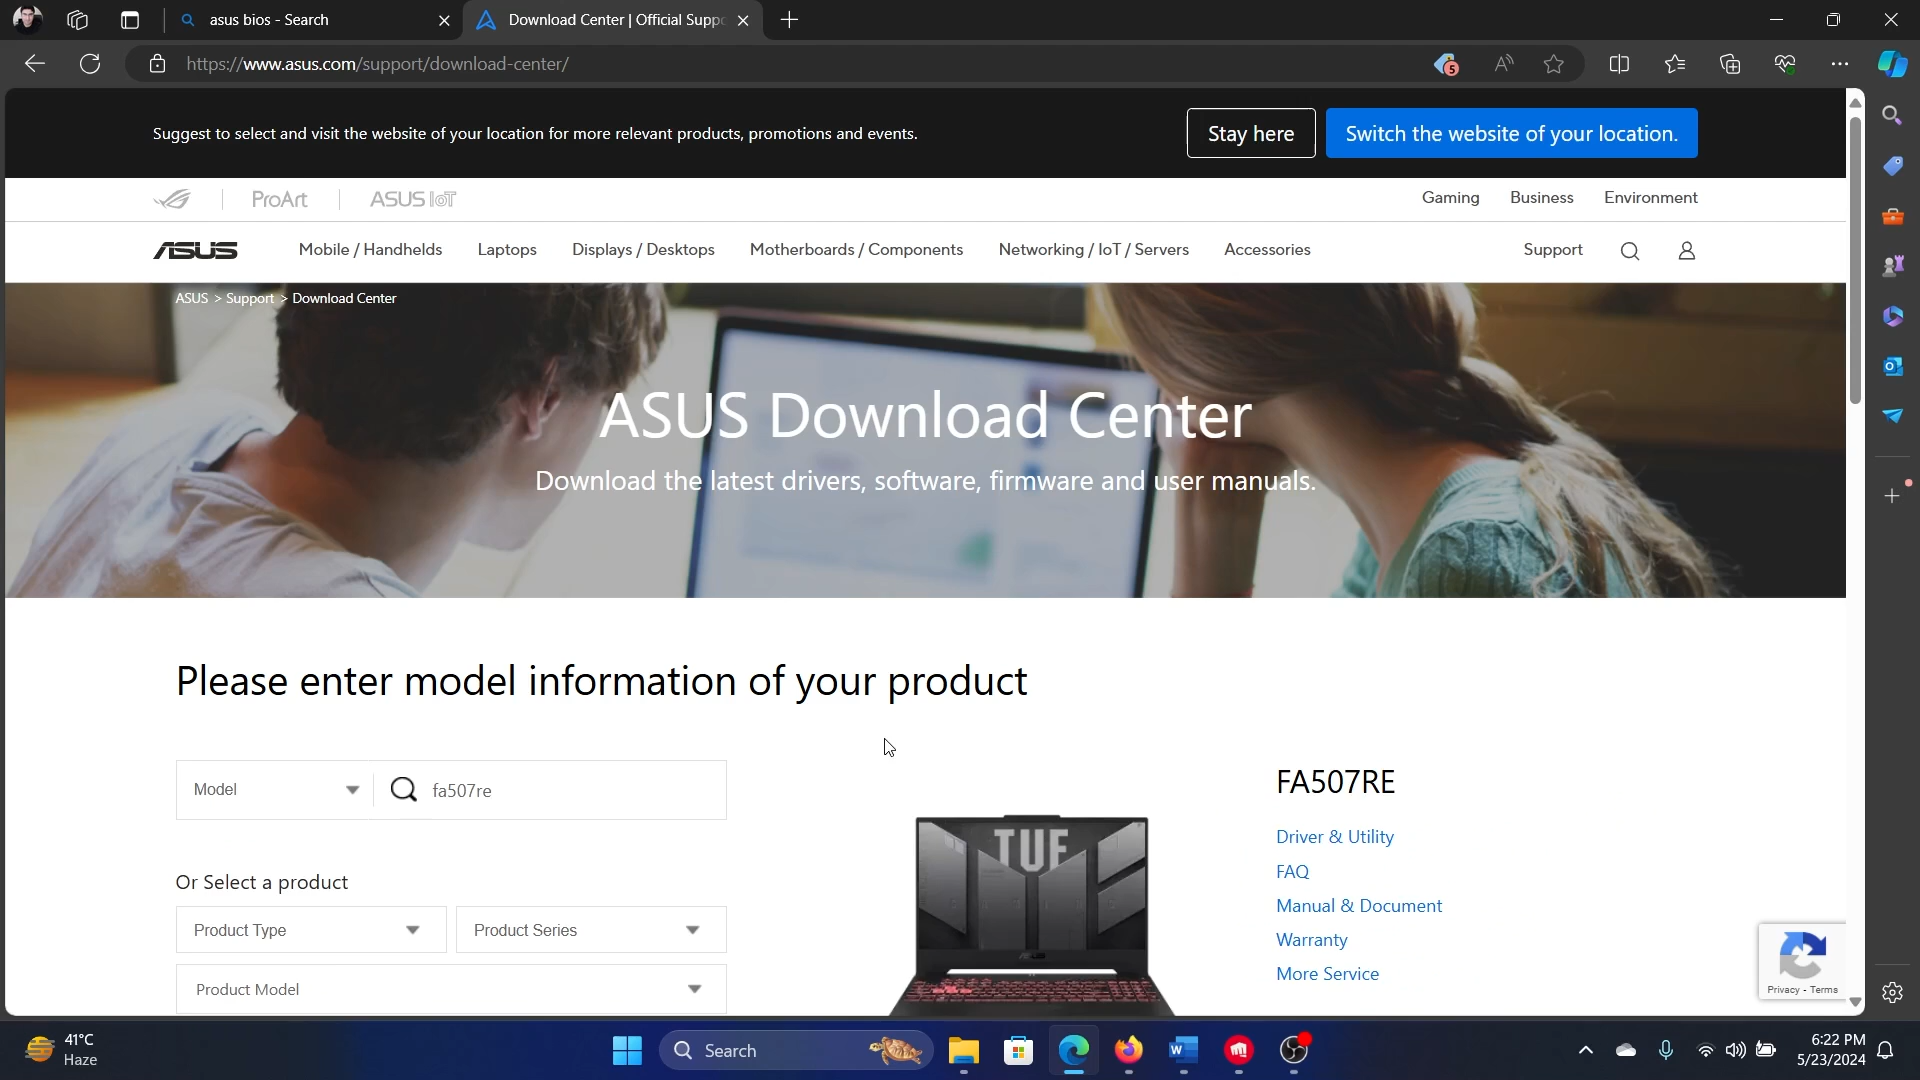 asus bios - Search
Download Center | Official Suppo
https://www.asus.com/support/download-center/
5
Suggest to select and visit the website of your location for more relevant products, promotions and events.
Stay here
Switch the website of your location.
ProArt
ASUS IoT
Gaming
Business
Environment
ASUS
Mobile / Handhelds
Laptops
Displays / Desktops
Motherboards / Components
Networking / IoT / Servers
Accessories
Support
ASUS > Support > Download Center
ASUS Download Center
Download the latest drivers, software, firmware and user manuals.
Please enter model information of your product
Model
fa507re
FA507RE
TUF
Driver & Utility
FAQ
Manual & Document
Warranty
More Service
Or Select a product
Product Type
Product Series
Product Model
Privacy - Terms
41°C
Haze
Search
6:22 PM
5/23/2024